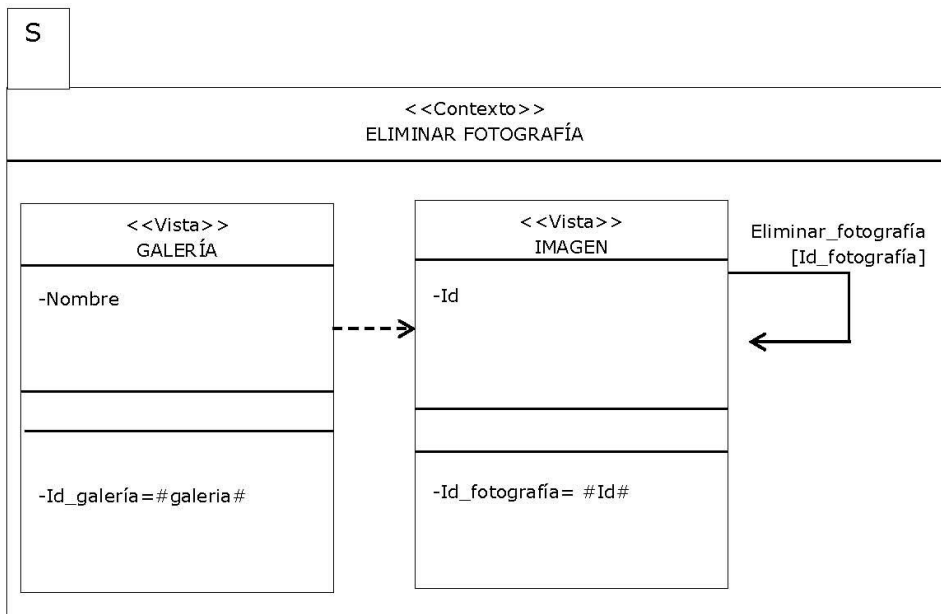 S
<<Contexto>>
ELIMINAR FOTOGRAFÍA
<<Vista>>
GALERÍA
-Nombre
-Id_galería=#galeria#
<<Vista>>
IMAGEN
-Id
-Id_fotografía= #Id#
Eliminar_fotografía
[Id_fotografía]